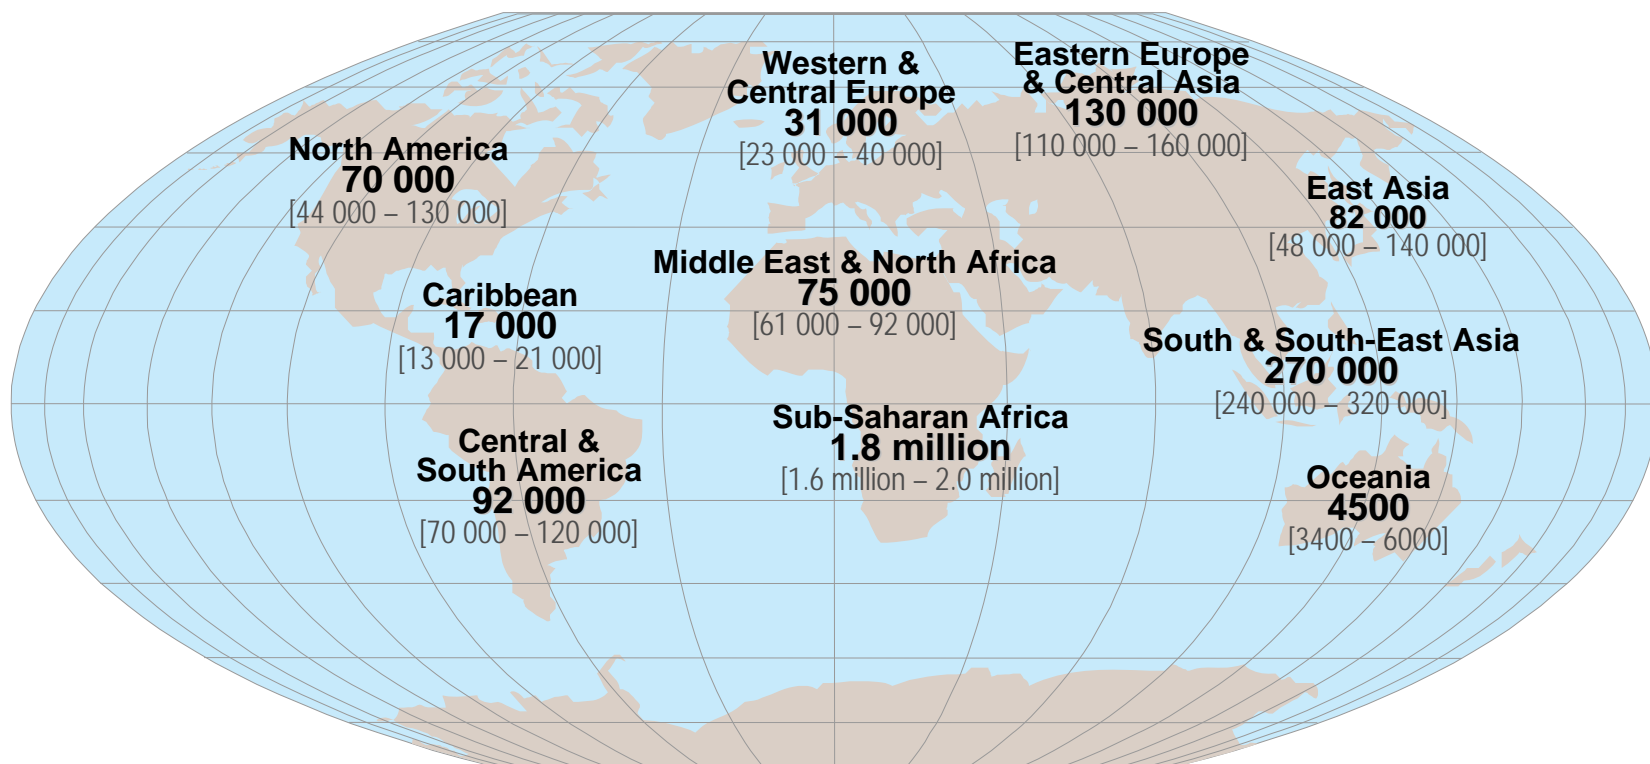 Western &
Central Europe
31 000
[23 000 – 40 000]
Eastern Europe
& Central Asia
130 000
[110 000 – 160 000]
North America
70 000
[44 000 – 130 000]
East Asia
82 000
[48 000 – 140 000]
Middle East & North Africa
75 000
[61 000 – 92 000]
Caribbean
17 000
[13 000 – 21 000]
South & South-East Asia
270 000
[240 000 – 320 000]
Sub-Saharan Africa
1.8 million
[1.6 million – 2.0 million]
Central &
South America
92 000
[70 000 – 120 000]
Oceania
4500
[3400 – 6000]